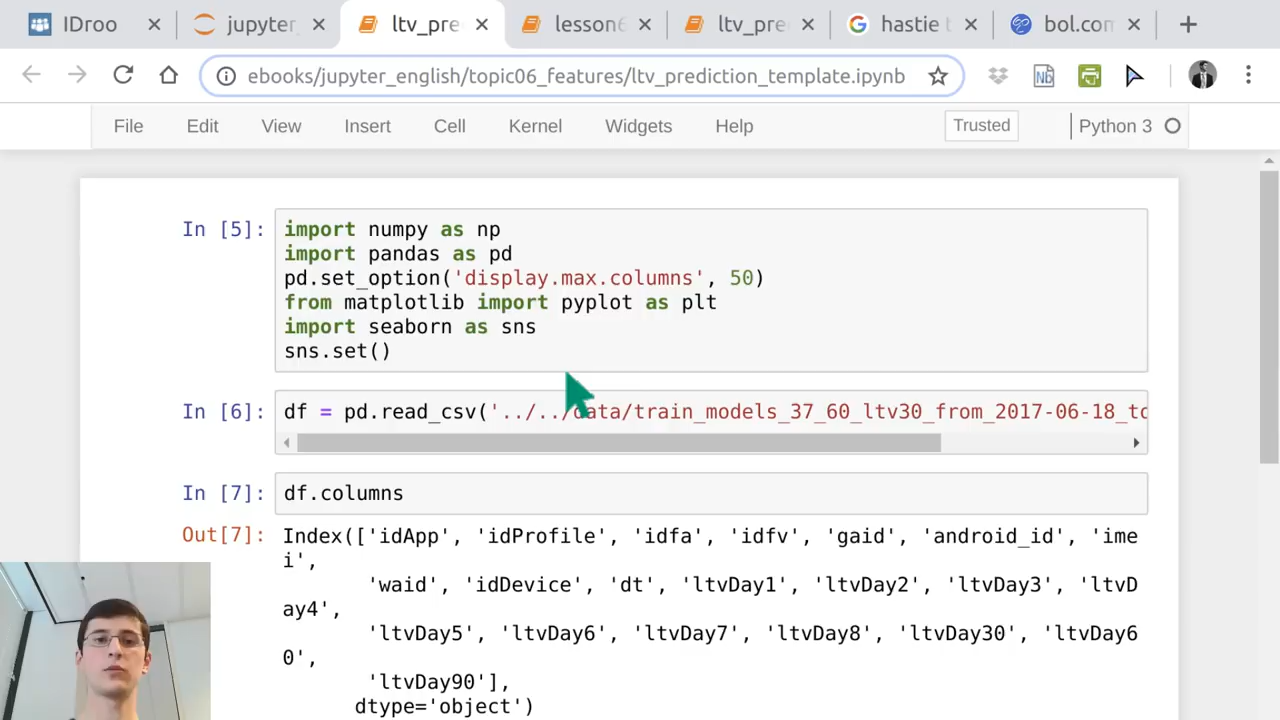 IDroo
jupyter_
ltv_pre
lesson6
ltv_pre
hastie t
bol.com
ebooks/jupyter_english/topic06_features/ltv_prediction_template.ipynb
File Edit View Insert Cell Kernel Widgets Help Trusted Python 3
In [5]:
import numpy as np
import pandas as pd
pd.set_option('display.max.columns', 50)
from matplotlib import pyplot as plt
import seaborn as sns
sns.set()
In [6]: df = pd.read_csv('../../data/train_models_37_60_ltv30_from_2017-06-18_to
In [7]: df.columns
Out[7]: Index(['idApp', 'idProfile', 'idfa', 'idfv', 'gaid', 'android_id', 'ime
i',
'waid', 'idDevice', 'dt', 'ltvDay1', 'ltvDay2', 'ltvDay3', 'ltvD
ay4',
'ltvDay5', 'ltvDay6', 'ltvDay7', 'ltvDay8', 'ltvDay30', 'ltvDay6
0',
'ltvDay90'],
dtype='object')